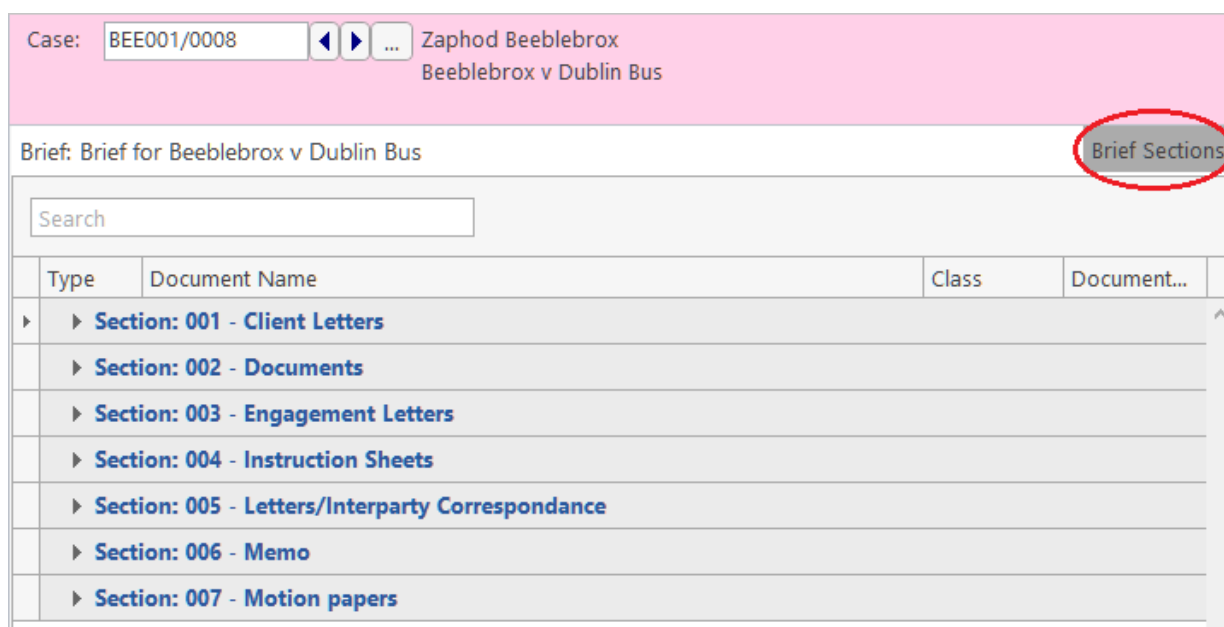 Case: BEE001/0008 ... Zaphod Beeblebrox
Beeblebrox v Dublin Bus
Brief: Brief for Beeblebrox v Dublin Bus Brief Sections
Search
Type Document Name Class Document...
Section: 001 - Client Letters
Section: 002 - Documents
Section: 003 - Engagement Letters
Section: 004 - Instruction Sheets
Section: 005 - Letters/Interparty Correspondance
Section: 006 - Memo
Section: 007 - Motion papers